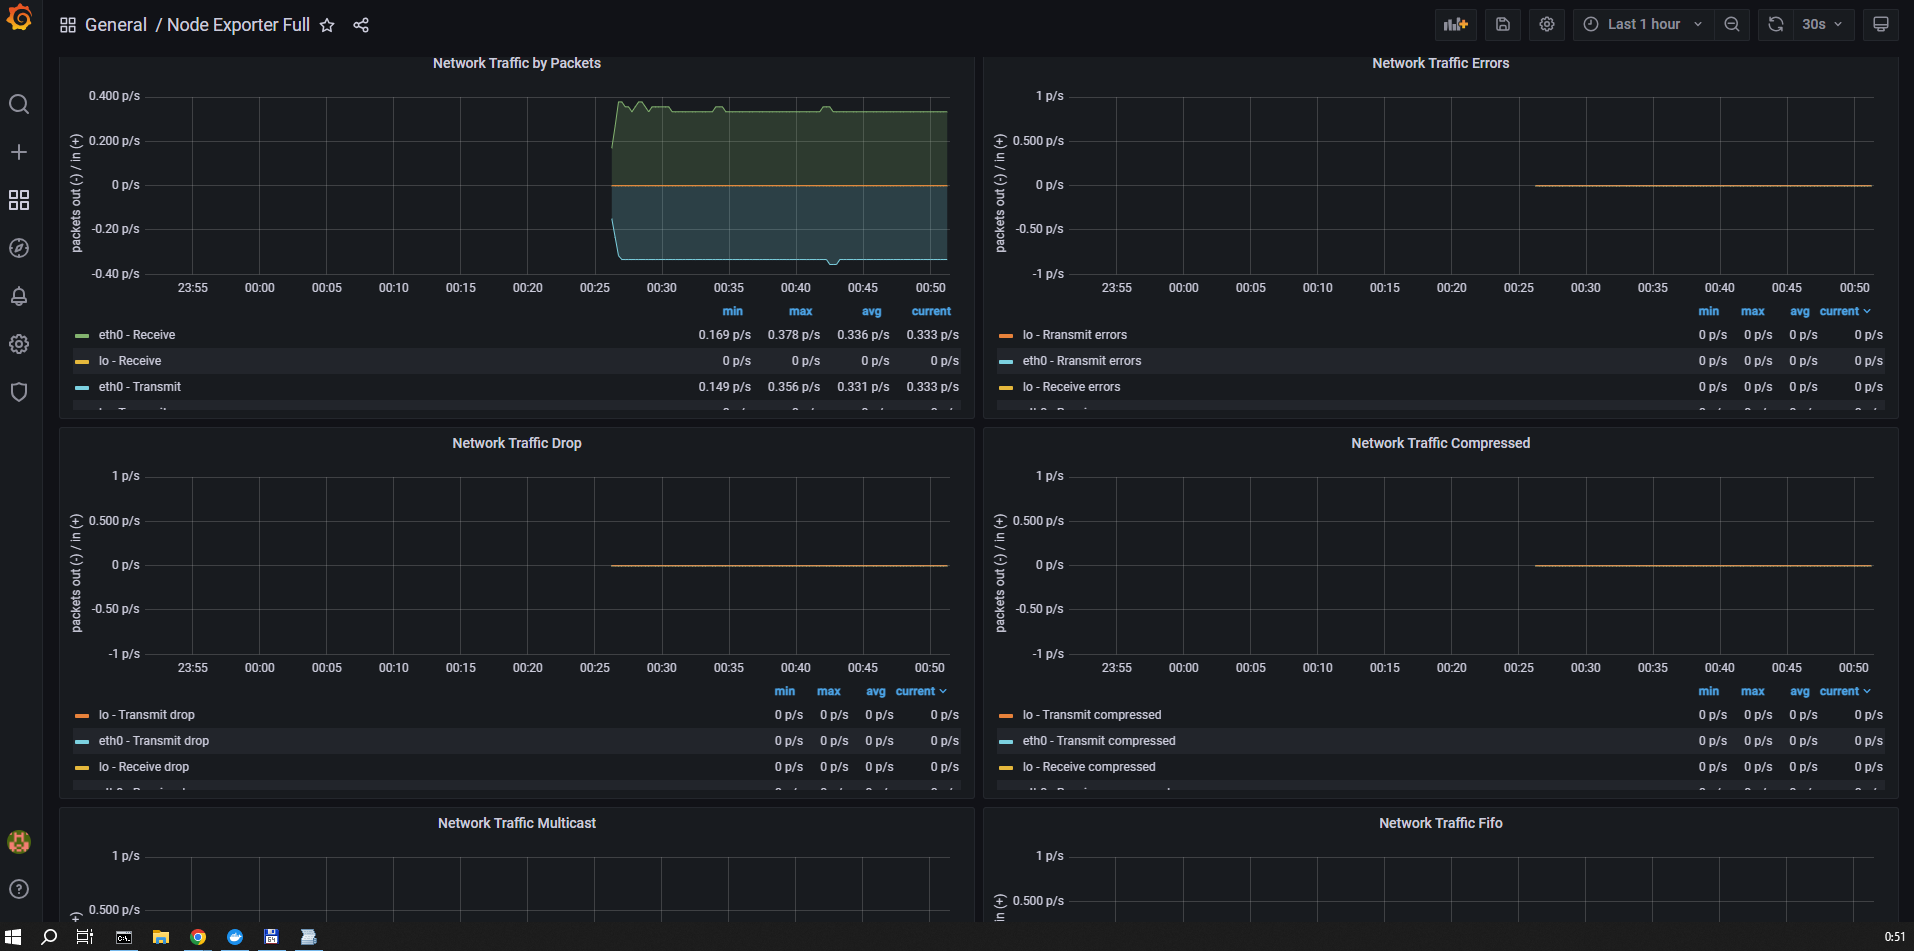 General / Node Exporter Full
Last 1 hour
30s
Network Traffic by Packets
packets out (-) / in (+)
0.400 p/s
0.200 p/s
0 p/s
-0.20 p/s
-0.40 p/s
23:55 00:00 00:05 00:10 00:15 00:20 00:25 00:30 00:35 00:40 00:45 00:50
min max avg current
eth0 - Receive 0.169 p/s 0.378 p/s 0.336 p/s 0.333 p/s
lo - Receive 0 p/s 0 p/s 0 p/s 0 p/s
eth0 - Transmit 0.149 p/s 0.356 p/s 0.331 p/s 0.333 p/s
Network Traffic Errors
packets out (-) / in (+)
1 p/s
0.500 p/s
0 p/s
-0.50 p/s
-1 p/s
23:55 00:00 00:05 00:10 00:15 00:20 00:25 00:30 00:35 00:40 00:45 00:50
min max avg current
lo - Rransmit errors 0 p/s 0 p/s 0 p/s 0 p/s
eth0 - Rransmit errors 0 p/s 0 p/s 0 p/s 0 p/s
lo - Receive errors 0 p/s 0 p/s 0 p/s 0 p/s
Network Traffic Drop
packets out (-) / in (+)
1 p/s
0.500 p/s
0 p/s
-0.50 p/s
-1 p/s
23:55 00:00 00:05 00:10 00:15 00:20 00:25 00:30 00:35 00:40 00:45 00:50
min max avg current
lo - Transmit drop 0 p/s 0 p/s 0 p/s 0 p/s
eth0 - Transmit drop 0 p/s 0 p/s 0 p/s 0 p/s
lo - Receive drop 0 p/s 0 p/s 0 p/s 0 p/s
Network Traffic Compressed
packets out (-) / in (+)
1 p/s
0.500 p/s
0 p/s
-0.50 p/s
-1 p/s
23:55 00:00 00:05 00:10 00:15 00:20 00:25 00:30 00:35 00:40 00:45 00:50
min max avg current
lo - Transmit compressed 0 p/s 0 p/s 0 p/s 0 p/s
eth0 - Transmit compressed 0 p/s 0 p/s 0 p/s 0 p/s
lo - Receive compressed 0 p/s 0 p/s 0 p/s 0 p/s
Network Traffic Multicast
1 p/s
0.500 p/s
Network Traffic Fifo
1 p/s
0.500 p/s
in (+)
0:51